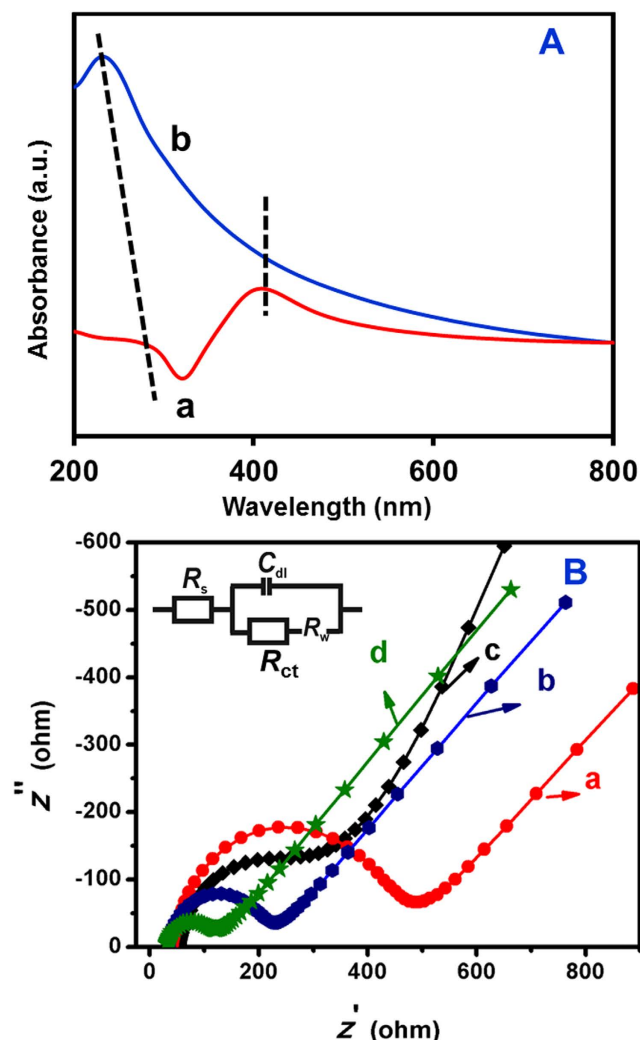 A
b
a
Absorbance (a.u.)
200 400 600 800
Wavelength (nm)
B
-600
-500
-400
-300
-200
-100
0
Rs
Cdl
Rct
Rw
d
c
b
a
Z'' (ohm)
0 200 400 600 800
Z' (ohm)